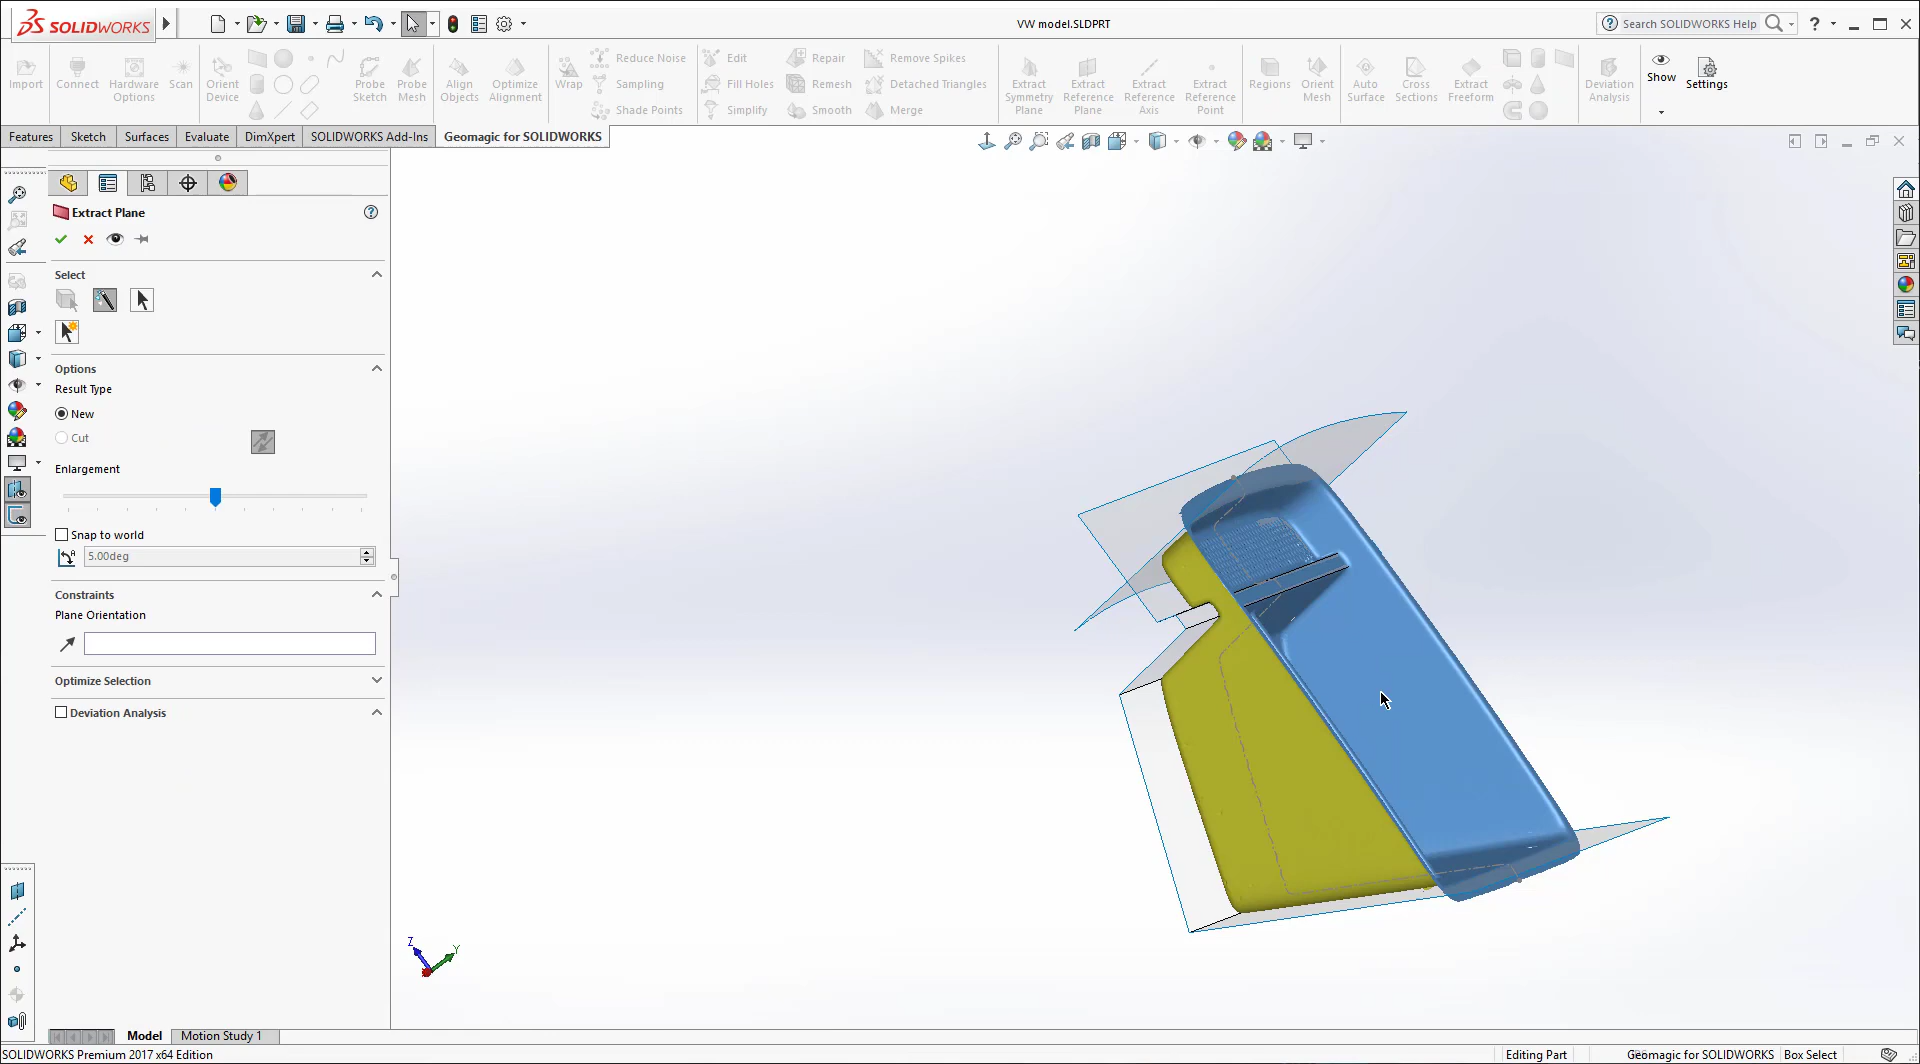 SOLIDWORKS
VW model.SLDPRT
Search SOLIDWORKS Help
?
Import
Connect
Hardware Options
Scan
Orient Device
Probe Sketch
Probe Mesh
Align Objects
Optimize Alignment
Wrap
Reduce Noise
Sampling
Shade Points
Edit
Fill Holes
Simplify
Repair
Remesh
Smooth
Remove Spikes
Detached Triangles
Merge
Extract Symmetry Plane
Extract Reference Plane
Extract Reference Axis
Extract Reference Point
Regions
Orient Mesh
Auto Surface
Cross Sections
Extract Freeform
Deviation Analysis
Show
Settings
Features
Sketch
Surfaces
Evaluate
DimXpert
SOLIDWORKS Add-Ins
Geomagic for SOLIDWORKS
Extract Plane
?
Select
Options
Result Type
New
Cut
Enlargement
Snap to world
5.00deg
Constraints
Plane Orientation
Optimize Selection
Deviation Analysis
Z
Y
Model
Motion Study 1
SOLIDWORKS Premium 2017 x64 Edition
Editing Part
Geomagic for SOLIDWORKS
Box Select